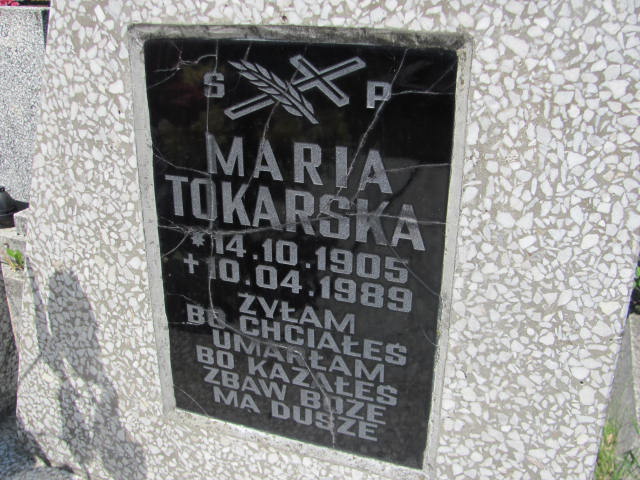 S P
MARIA
TOKARSKA
* 14.10.1905
+ 10.04.1989
ŻYŁAM
BO CHCIAŁEŚ
UMARŁAM
BO KAZAŁEŚ
ZBAW BOŻE
MA DUSZE